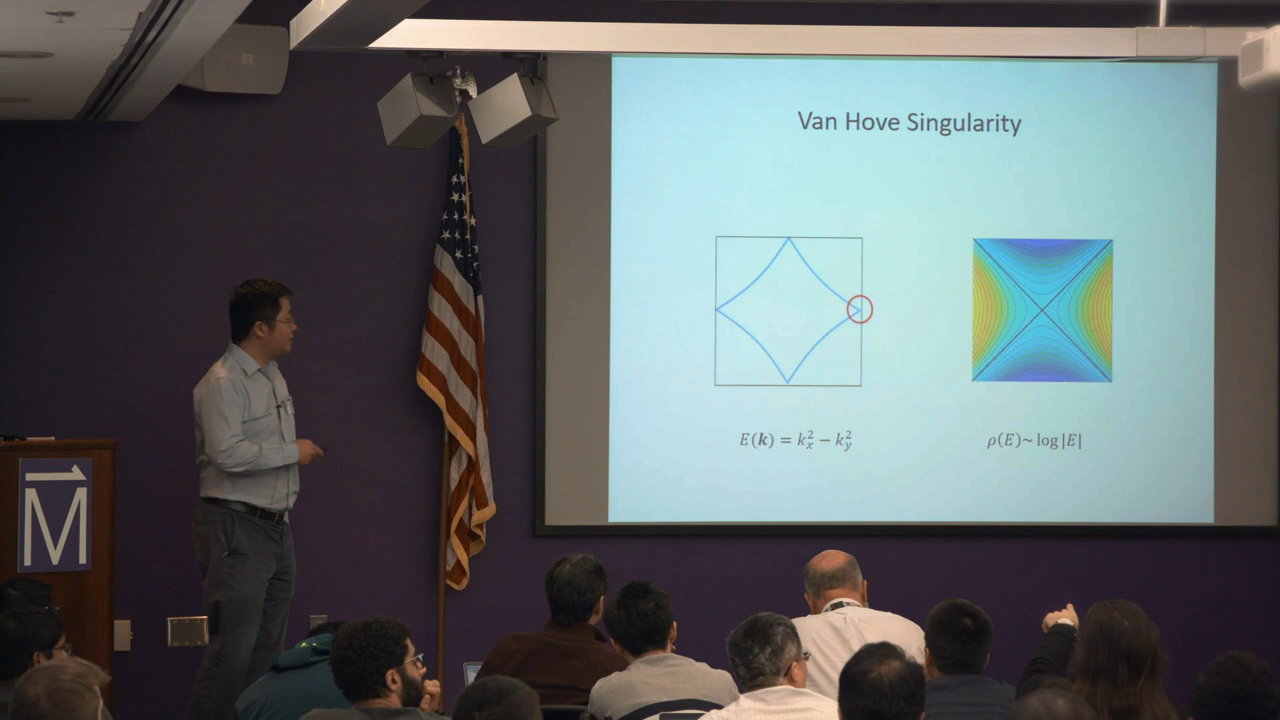 Van Hove Singularity
E(k) = k_x^2 − k_y^2
ρ(E)~ log|E|
M